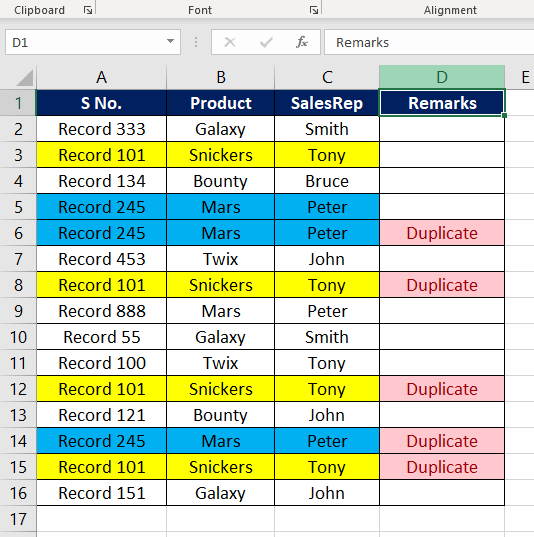 Clipboard Font Alignment
D1 fx Remarks
A B C D E
1 S No. Product SalesRep Remarks
2 Record 333 Galaxy Smith
3 Record 101 Snickers Tony
4 Record 134 Bounty Bruce
5 Record 245 Mars Peter
6 Record 245 Mars Peter Duplicate
7 Record 453 Twix John
8 Record 101 Snickers Tony Duplicate
9 Record 888 Mars Peter
10 Record 55 Galaxy Smith
11 Record 100 Twix Tony
12 Record 101 Snickers Tony Duplicate
13 Record 121 Bounty John
14 Record 245 Mars Peter Duplicate
15 Record 101 Snickers Tony Duplicate
16 Record 151 Galaxy John
17